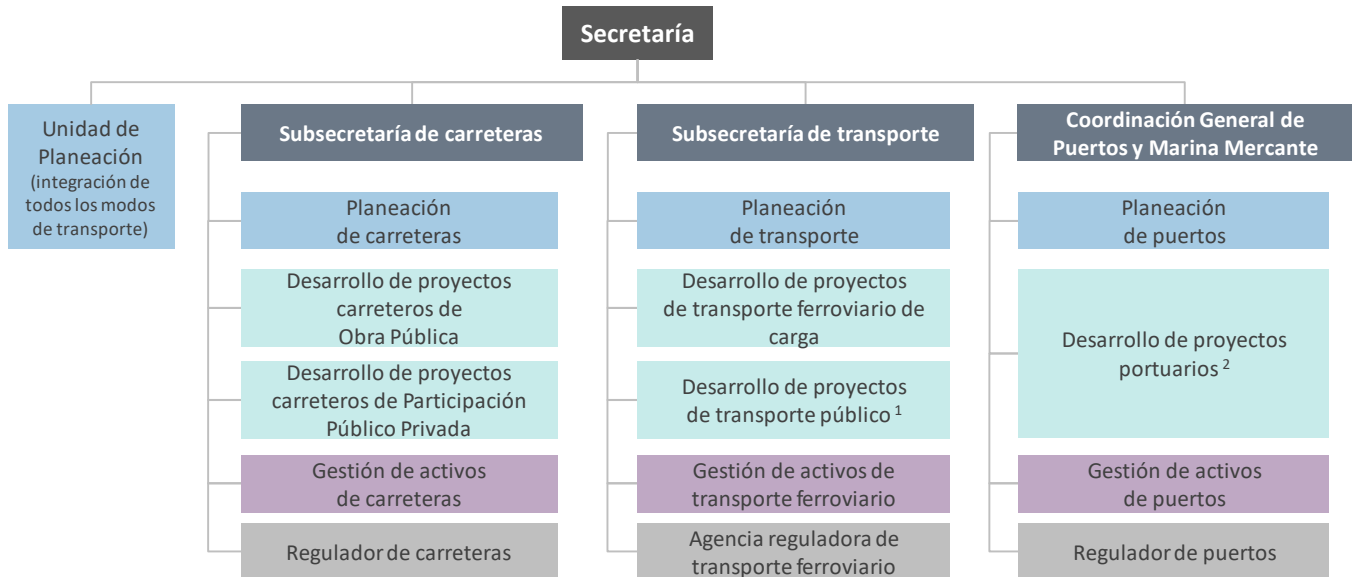 Secretaría
Unidad de
Planeación
(integración de
todos los modos
de transporte)
Subsecretaría de carreteras
Planeación
de carreteras
Desarrollo de proyectos
carreteros de
Obra Pública
Desarrollo de proyectos
carreteros de Participación
Público Privada
Gestión de activos
de carreteras
Regulador de carreteras
Subsecretaría de transporte
Planeación
de transporte
Desarrollo de proyectos
de transporte ferroviario de
carga
Desarrollo de proyectos
de transporte público 1
Gestión de activos de
transporte ferroviario
Agencia reguladora de
transporte ferroviario
Coordinación General de
Puertos y Marina Mercante
Planeación
de puertos
Desarrollo de proyectos
portuarios 2
Gestión de activos
de puertos
Regulador de puertos